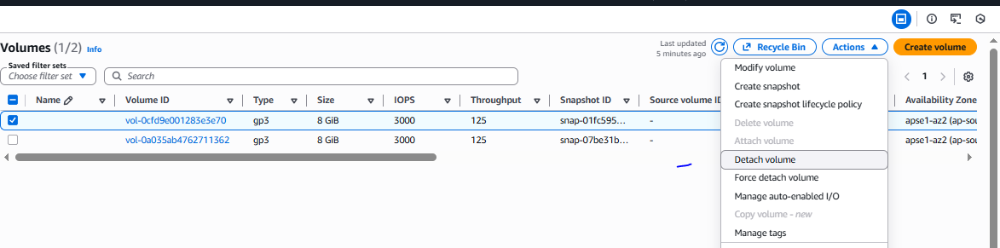 Volumes (1/2) Info
Last updated
5 minutes ago
Recycle Bin
Actions
Create volume
Saved filter sets
Choose filter set
Search
1
Name Volume ID Type Size IOPS Throughput Snapshot ID Source volume ID Availability Zone
vol-0cfd9e001283e3e70 gp3 8 GiB 3000 125 snap-01fc595... - apse1-az2 (ap-sou
vol-0a035ab4762711362 gp3 8 GiB 3000 125 snap-07be31b... - apse1-az2 (ap-sou
Modify volume
Create snapshot
Create snapshot lifecycle policy
Delete volume
Attach volume
Detach volume
Force detach volume
Manage auto-enabled I/O
Copy volume - new
Manage tags